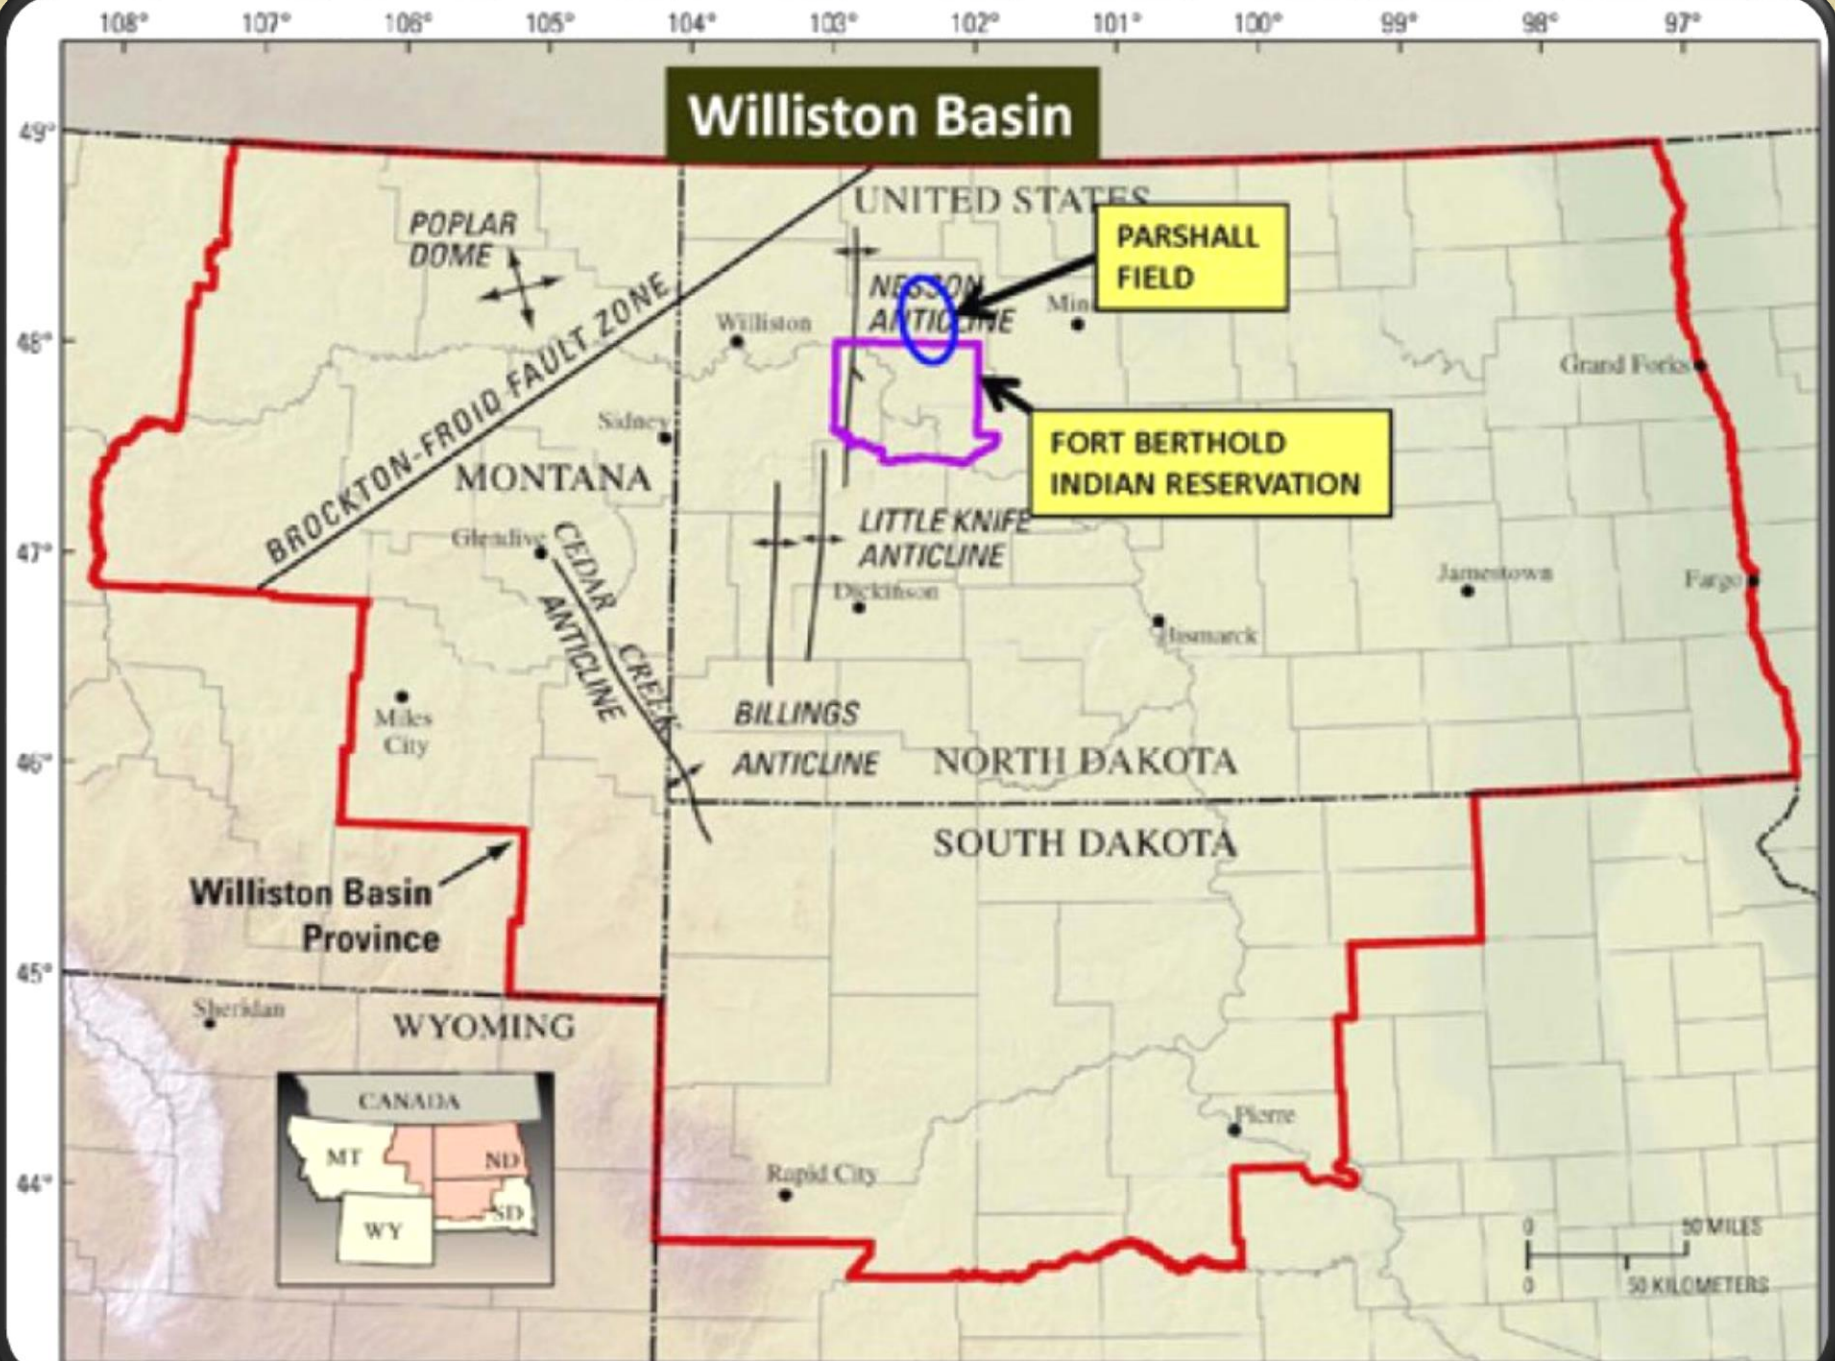 108° 107° 106° 105° 104° 103° 102° 101° 100° 99° 98° 97°
49°
48°
47°
46°
45°
44°
Williston Basin
UNITED STATES
POPLAR
DOME
PARSHALL
FIELD
NESSON
ANTICLINE
Min
Williston
BROCKTON-FROID FAULT ZONE
Grand Forks
Sidney
MONTANA
FORT BERTHOLD
INDIAN RESERVATION
Glendive
CEDAR CREEK
ANTICLINE
LITTLE KNIFE
ANTICLINE
Dickinson
Jamestown
Fargo
Bismarck
Miles
City
BILLINGS
ANTICLINE
NORTH DAKOTA
SOUTH DAKOTA
Williston Basin
Province
Sheridan
WYOMING
CANADA
MT
ND
SD
WY
Pierre
Rapid City
0 50 MILES
0 50 KILOMETERS